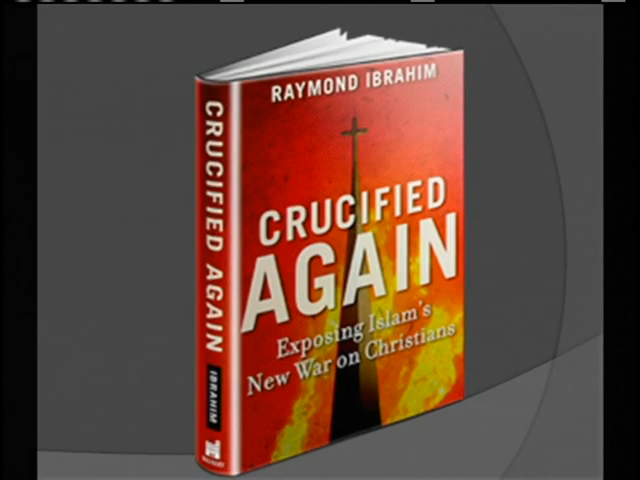 RAYMOND IBRAHIM
CRUCIFIED
AGAIN
Exposing Islam's
New War on Christians
CRUCIFIED AGAIN
IBRAHIM